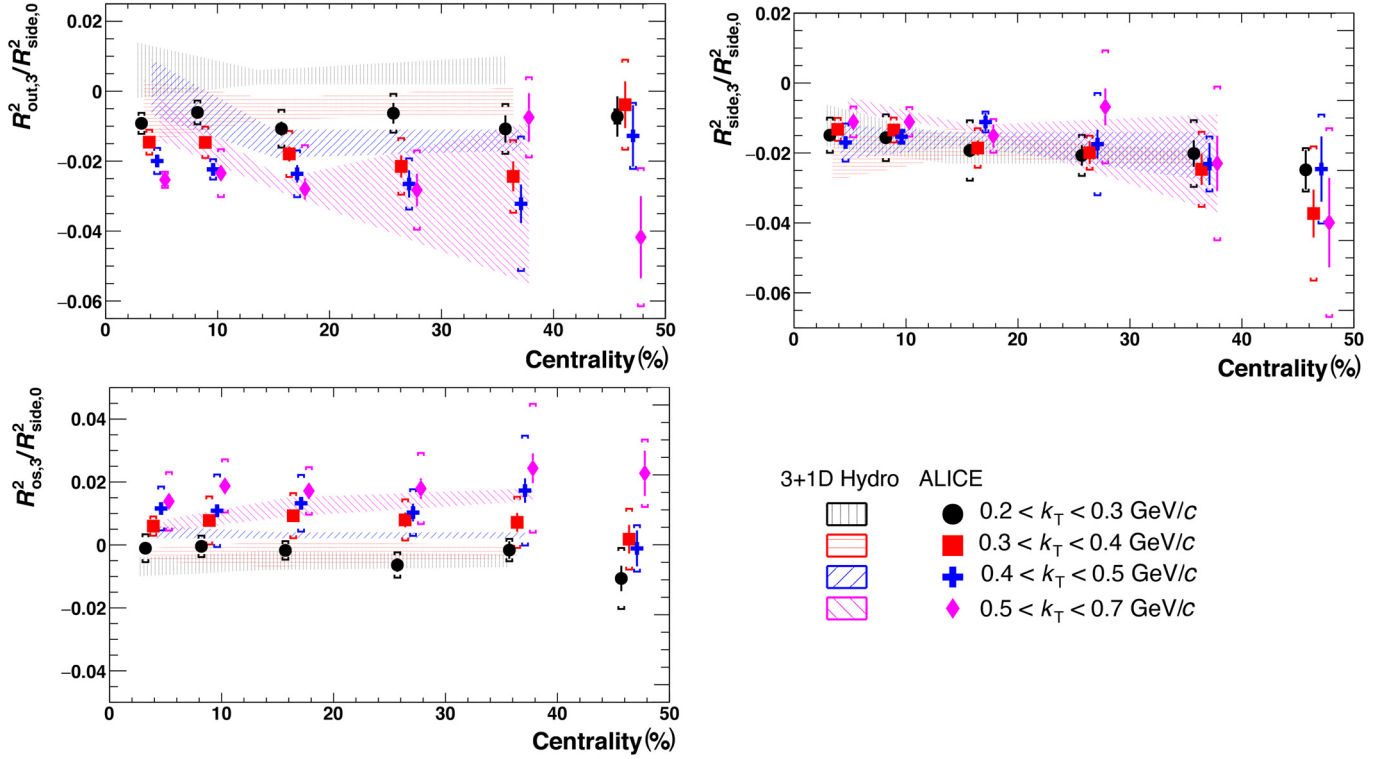 R²out,3/R²side,0
0.02
0
−0.02
−0.04
−0.06
0 10 20 30 40 50
Centrality(%)
R²side,3/R²side,0
0.02
0
−0.02
−0.04
−0.06
0 10 20 30 40 50
Centrality(%)
R²os,3/R²side,0
0.04
0.02
0
−0.02
−0.04
0 10 20 30 40 50
Centrality(%)
3+1D Hydro ALICE
0.2 < kT < 0.3 GeV/c
0.3 < kT < 0.4 GeV/c
0.4 < kT < 0.5 GeV/c
0.5 < kT < 0.7 GeV/c